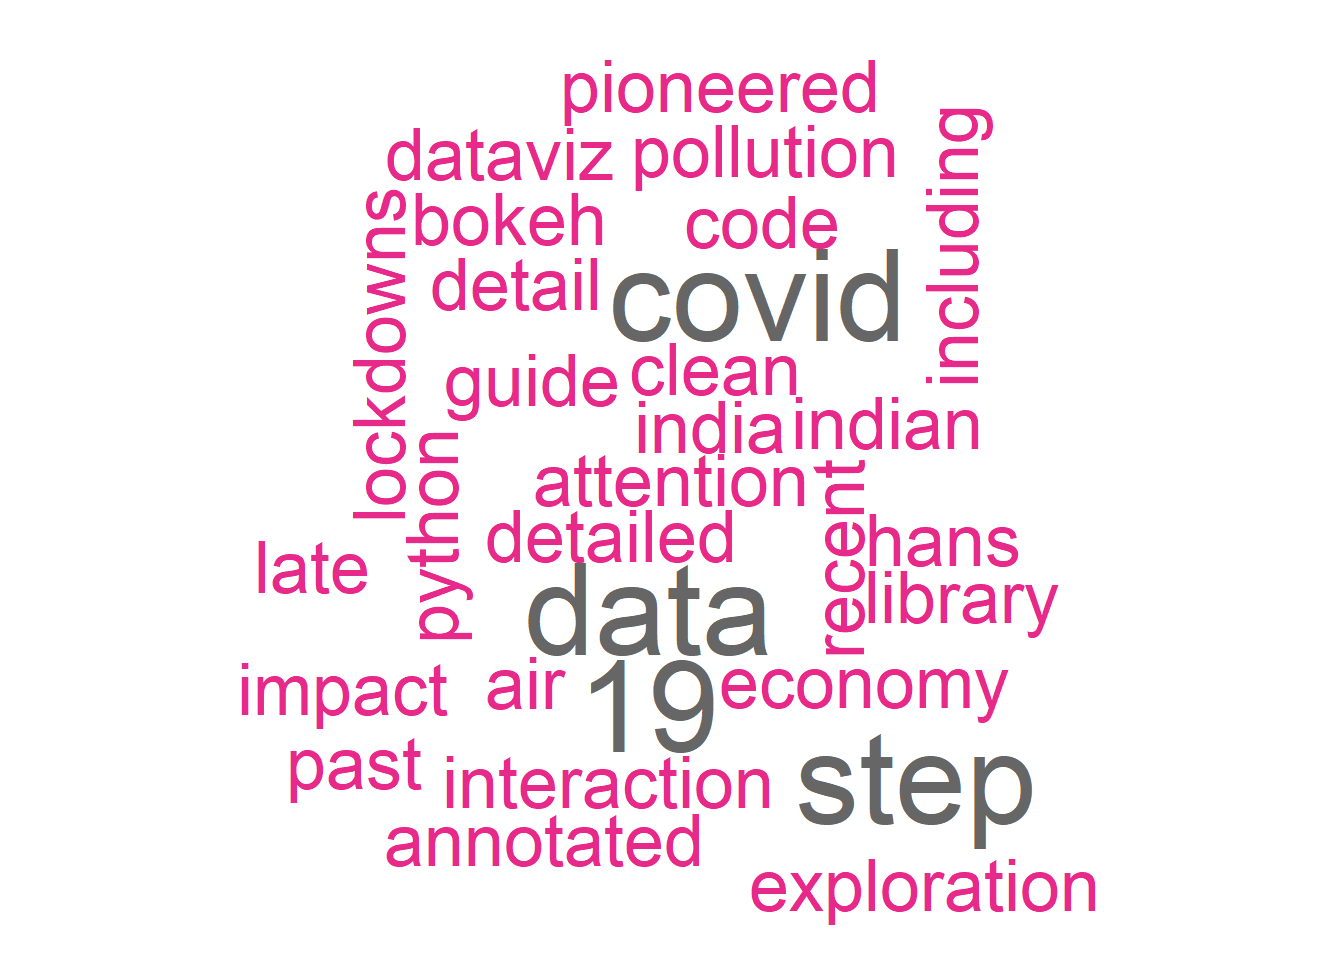 pioneered
dataviz
pollution
including
lockdowns
bokeh
code
detail
covid
guide
clean
india
indian
python
attention
recent
detailed
hans
late
data
library
impact
air
19
economy
past
interaction
step
annotated
exploration